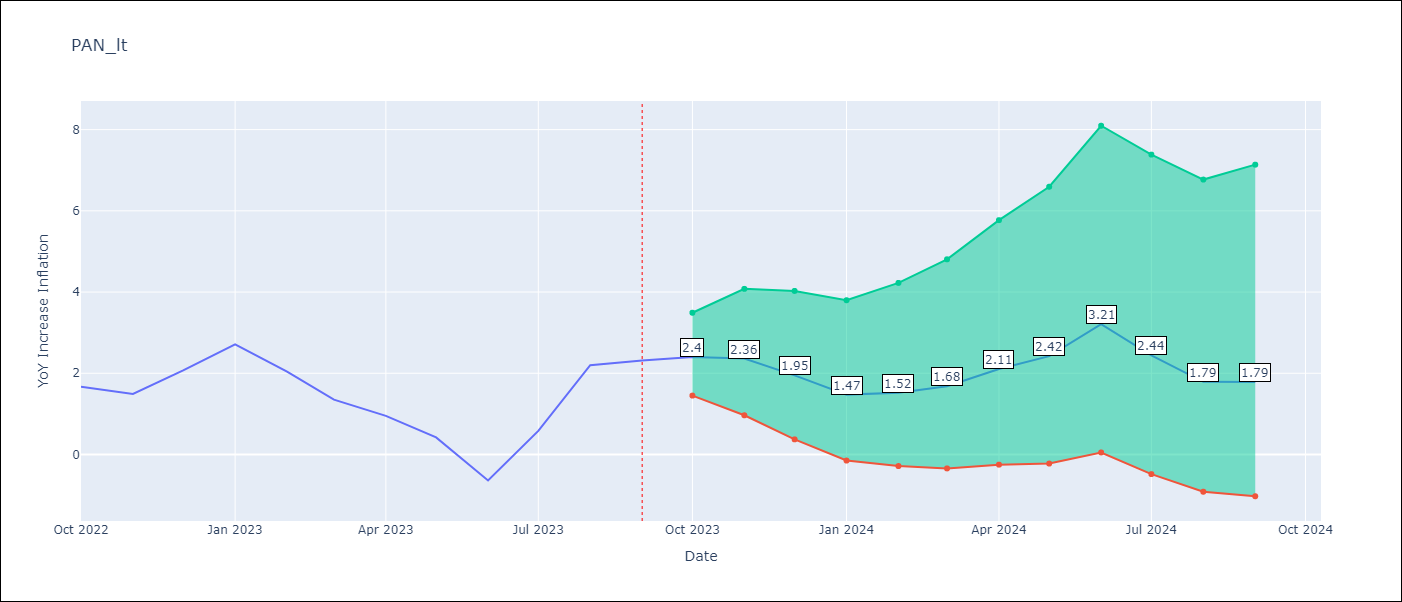 PAN_lt
YoY Increase Inflation
8
6
4
2
0
2.4
2.36
1.95
1.47
1.52
1.68
2.11
2.42
3.21
2.44
1.79
1.79
Oct 2022
Jan 2023
Apr 2023
Jul 2023
Oct 2023
Jan 2024
Apr 2024
Jul 2024
Oct 2024
Date